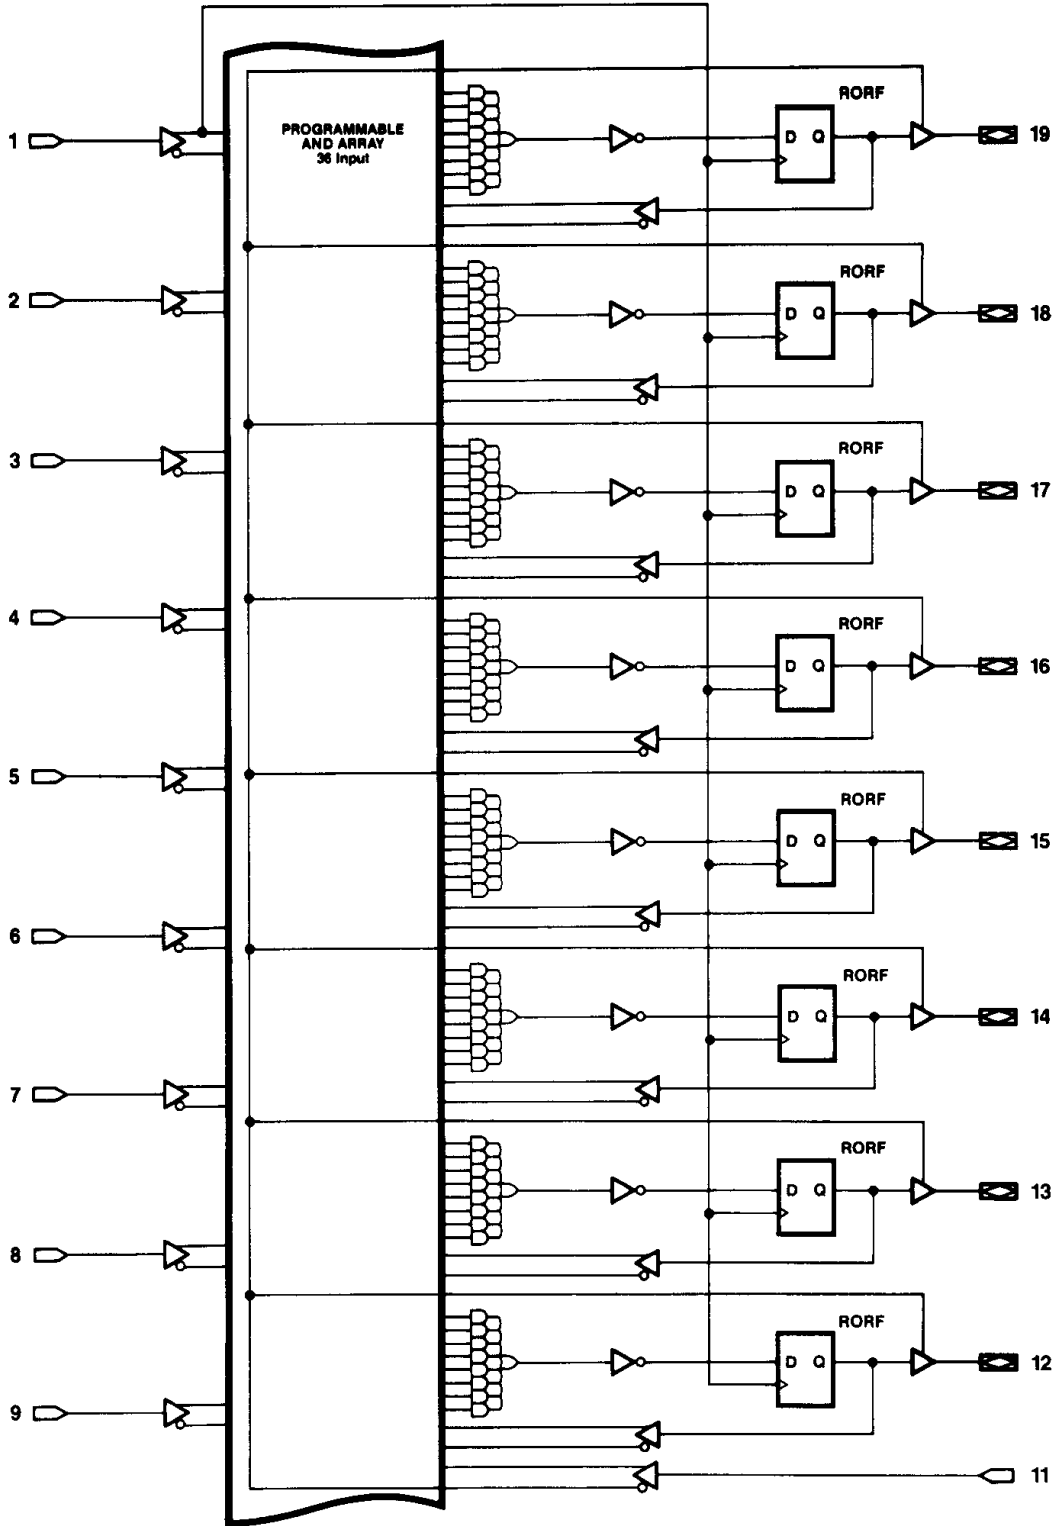 1
PROGRAMMABLE
AND ARRAY
36 Input
RORF
D Q
19
2
RORF
D Q
18
3
RORF
D Q
17
4
RORF
D Q
16
5
RORF
D Q
15
6
RORF
D Q
14
7
RORF
D Q
13
8
RORF
D Q
12
9
11